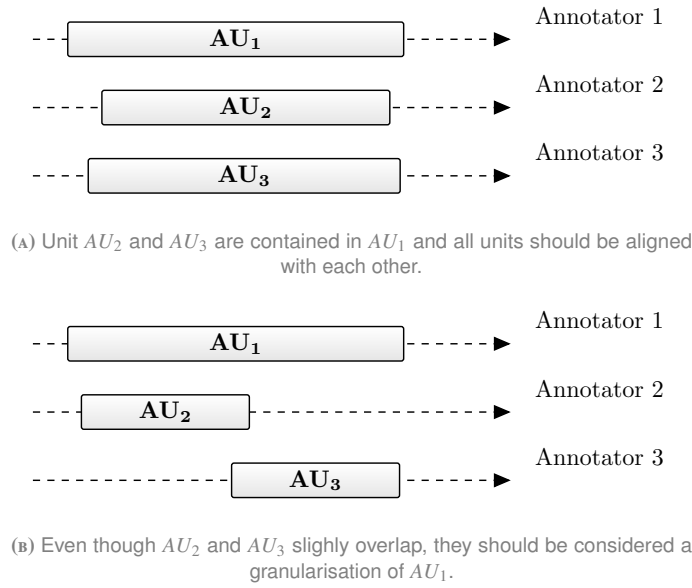 AU₁ Annotator 1
AU₂ Annotator 2
AU₃ Annotator 3
(A) Unit AU₂ and AU₃ are contained in AU₁ and all units should be aligned
with each other.
AU₁ Annotator 1
AU₂ Annotator 2
AU₃ Annotator 3
(B) Even though AU₂ and AU₃ slighly overlap, they should be considered a
granularisation of AU₁.